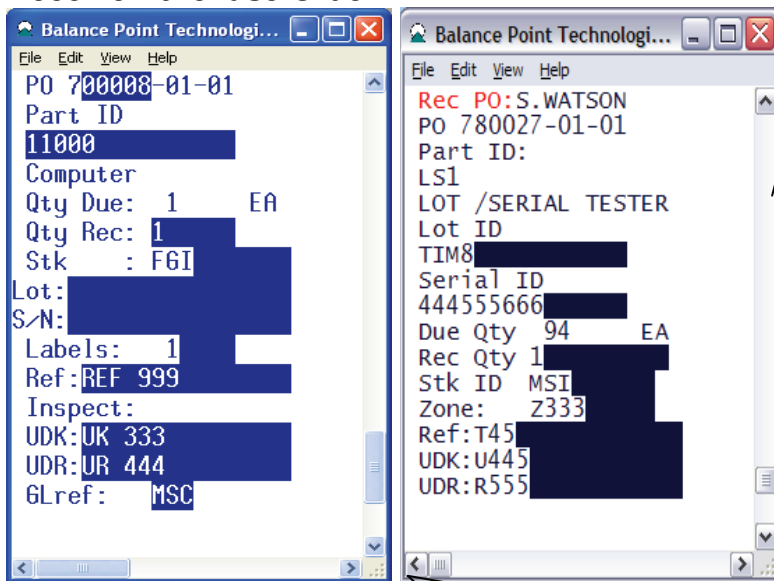 Balance Point Technologi...
File Edit View Help
PO 700008-01-01
Part ID
11000
Computer
Qty Due: 1 EA
Qty Rec: 1
Stk : FGI
Lot:
S/N:
Labels: 1
Ref:REF 999
Inspect:
UDK:UK 333
UDR:UR 444
GLref: MSC
Balance Point Technologi...
File Edit View Help
Rec PO:S.WATSON
PO 780027-01-01
Part ID:
LS1
LOT /SERIAL TESTER
Lot ID
TIM8
Serial ID
444555666
Due Qty 94 EA
Rec Qty 1
Stk ID MSI
Zone: Z333
Ref:T45
UDK:U445
UDR:R555